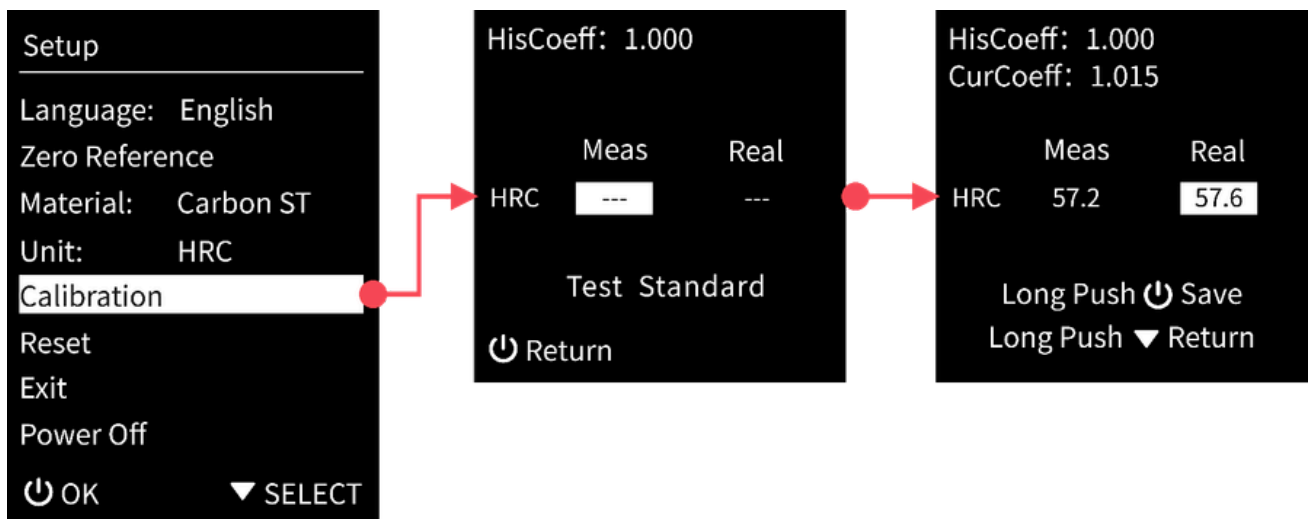 Setup
Language: English
Zero Reference
Material: Carbon ST
Unit: HRC
Calibration
Reset
Exit
Power Off
OK
SELECT
HisCoeff: 1.000
Meas Real
HRC --- ---
Test Standard
Return
HisCoeff: 1.000
CurCoeff: 1.015
Meas Real
HRC 57.2 57.6
Long Push Save
Long Push ▼ Return